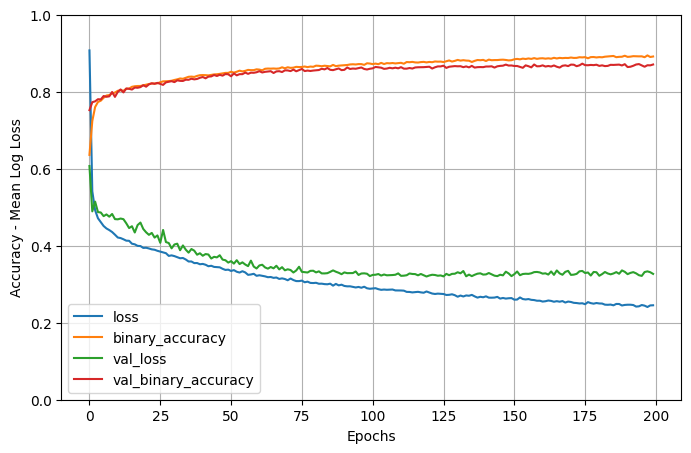 1.0
0.8
0.6
0.4
0.2
0.0
Accuracy - Mean Log Loss
loss
binary_accuracy
val_loss
val_binary_accuracy
0 25 50 75 100 125 150 175 200
Epochs